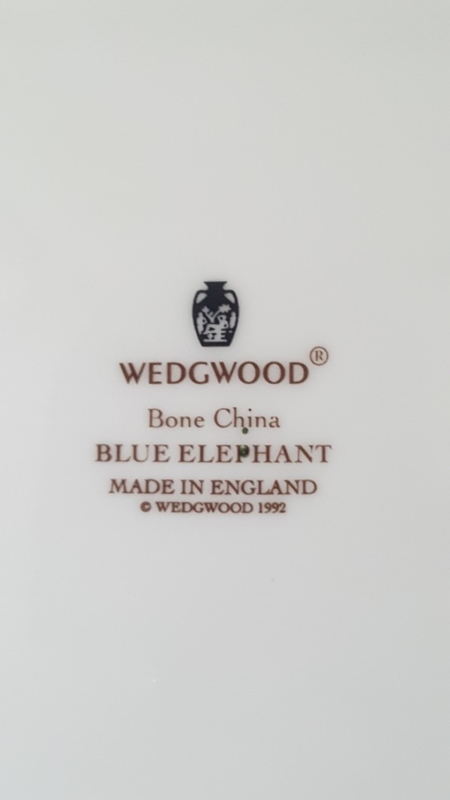 WEDGWOOD®
Bone China
BLUE ELEPHANT
MADE IN ENGLAND
© WEDGWOOD 1992